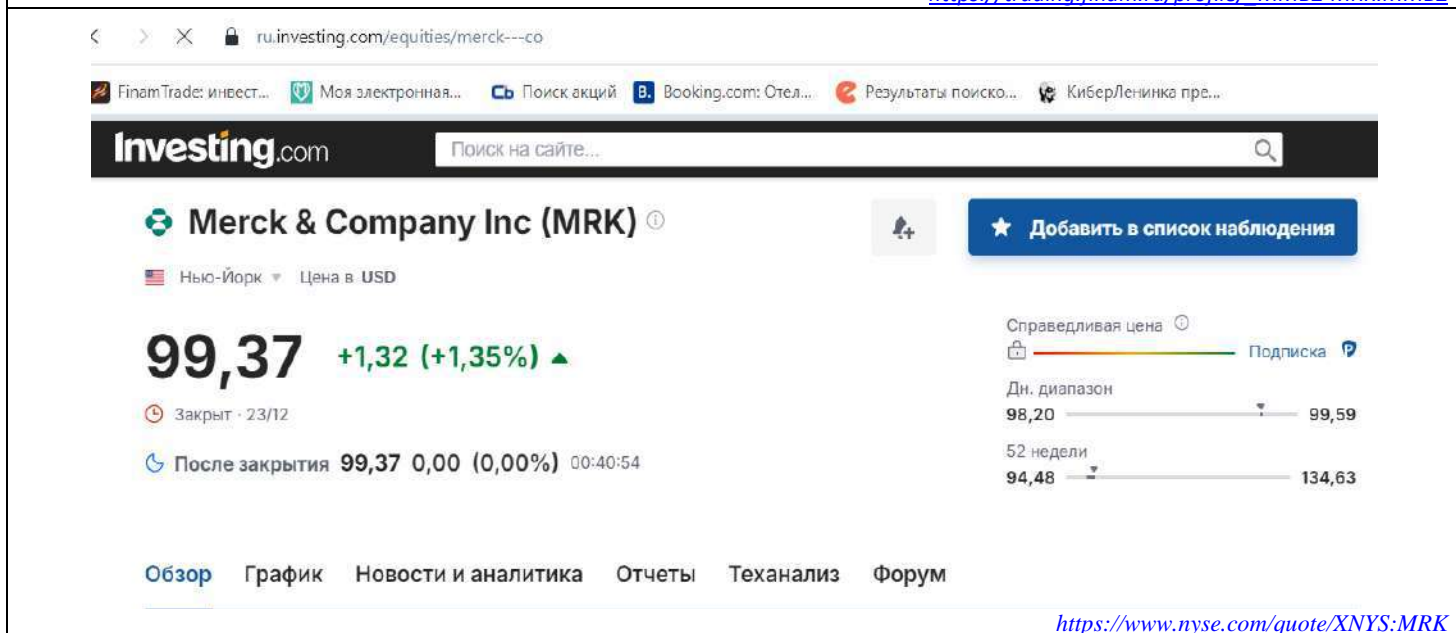 ru.investing.com/equities/merck---co
FinamTrade: инвест... Моя электронная... Сь Поиск акций B. Booking.com: Отел... Результаты поиско... КиберЛенинка пре...
Investing.com Поиск на сайте...
Merck & Company Inc (MRK)
Добавить в список наблюдения
Нью-Йорк Цена в USD
99,37 +1,32 (+1,35%)
Закрыт · 23/12
После закрытия 99,37 0,00 (0,00%) 00:40:54
Справедливая цена
Подписка
Дн. диапазон
98,20 99,59
52 недели
94,48 134,63
Обзор График Новости и аналитика Отчеты Теханализ Форум
https://www.nyse.com/quote/XNYS:MRK